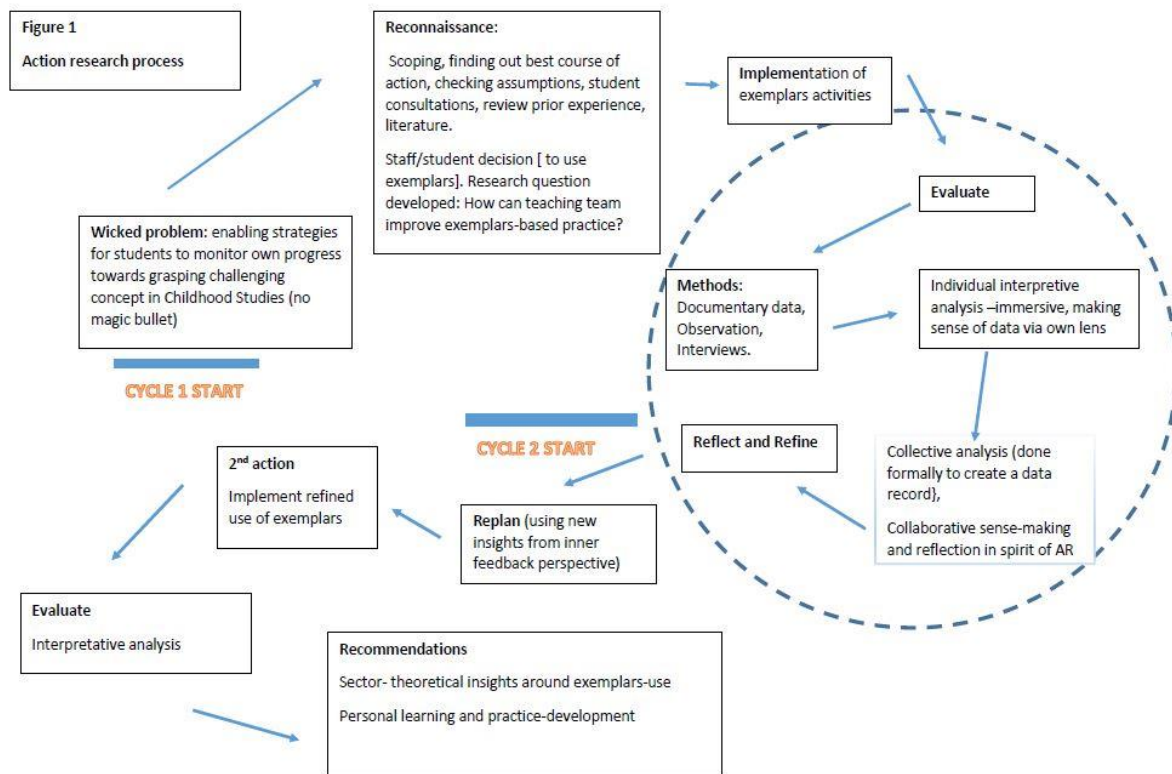 Figure 1
Action research process
Reconnaissance:
Scoping, finding out best course of
action, checking assumptions, student
consultations, review prior experience,
literature.
Staff/student decision [ to use
exemplars]. Research question
developed: How can teaching team
improve exemplars-based practice?
Implementation of
exemplars activities
Evaluate
Wicked problem: enabling strategies
for students to monitor own progress
towards grasping challenging
concept in Childhood Studies (no
magic bullet)
Methods:
Documentary data,
Observation,
Interviews.
Individual interpretive
analysis –immersive, making
sense of data via own lens
CYCLE 1 START
CYCLE 2 START
Reflect and Refine
Collective analysis (done
formally to create a data
record},
Collaborative sense-making
and reflection in spirit of AR
2nd action
Implement refined
use of exemplars
Replan (using new
insights from inner
feedback perspective)
Evaluate
Interpretative analysis
Recommendations
Sector- theoretical insights around exemplars-use
Personal learning and practice-development